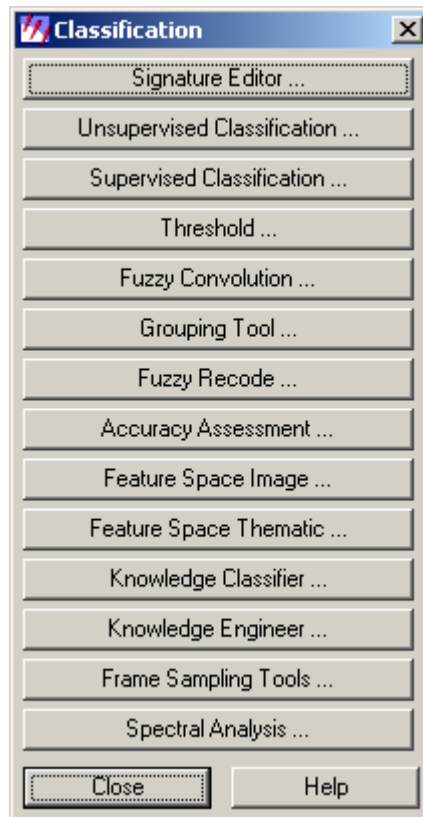 Classification
Signature Editor ...
Unsupervised Classification ...
Supervised Classification ...
Threshold ...
Fuzzy Convolution ...
Grouping Tool ...
Fuzzy Recode ...
Accuracy Assessment ...
Feature Space Image ...
Feature Space Thematic ...
Knowledge Classifier ...
Knowledge Engineer ...
Frame Sampling Tools ...
Spectral Analysis ...
Close Help